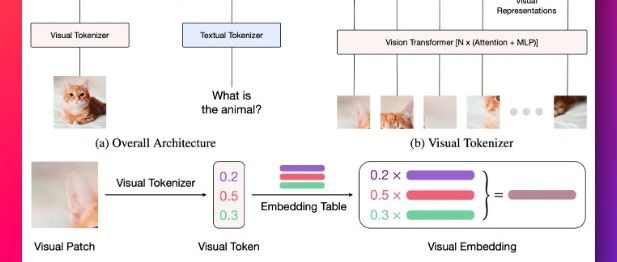 Visual
Representations
Visual Tokenizer
Textual Tokenizer
Vision Transformer [N x (Attention + MLP)]
What is
the animal?
(a) Overall Architecture
(b) Visual Tokenizer
Visual Tokenizer
Embedding Table
0.2
0.5
0.3
0.2 ×
0.5 ×
0.3 ×
=
Visual Patch
Visual Token
Visual Embedding